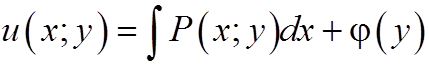 u(x;y) = ∫P(x;y)dx + φ(y)